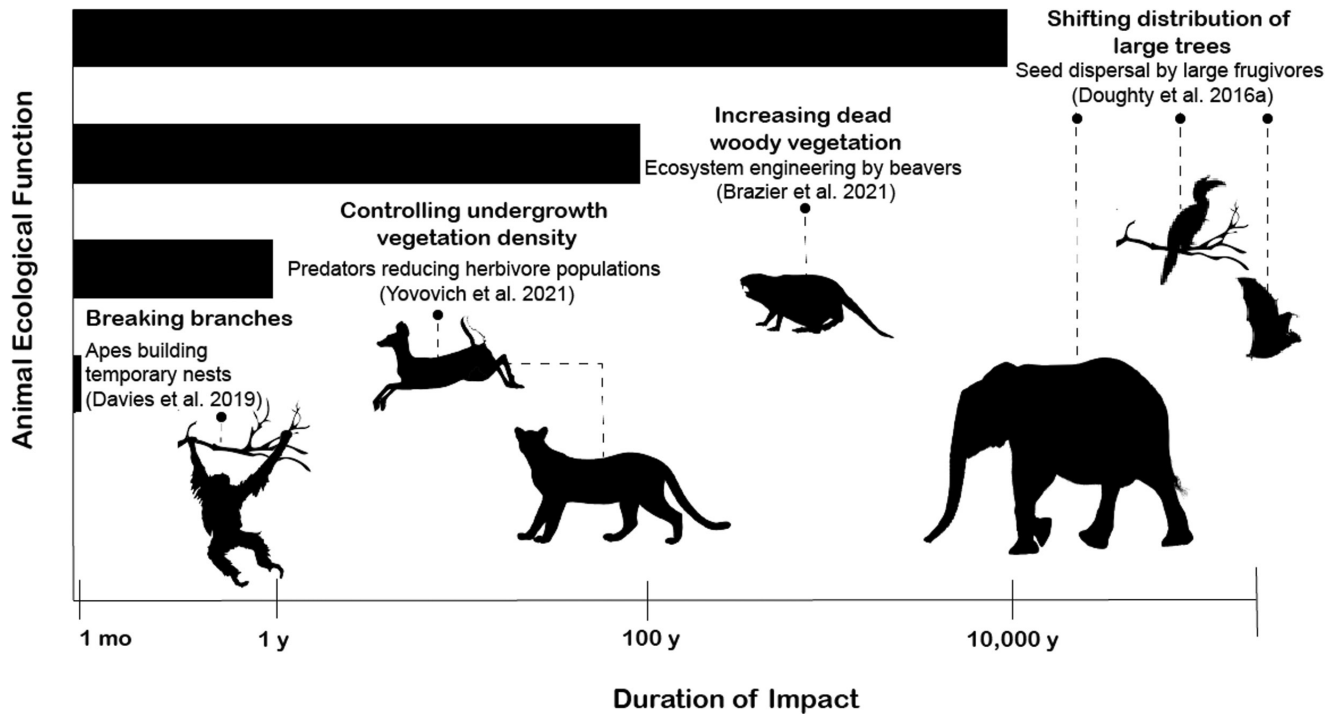 Shifting distribution of
large trees
Seed dispersal by large frugivores
(Doughty et al. 2016a)
Increasing dead
woody vegetation
Ecosystem engineering by beavers
(Brazier et al. 2021)
Controlling undergrowth
vegetation density
Predators reducing herbivore populations
(Yovovich et al. 2021)
Breaking branches
Apes building
temporary nests
(Davies et al. 2019)
Animal Ecological Function
1 mo
1 y
100 y
10,000 y
Duration of Impact